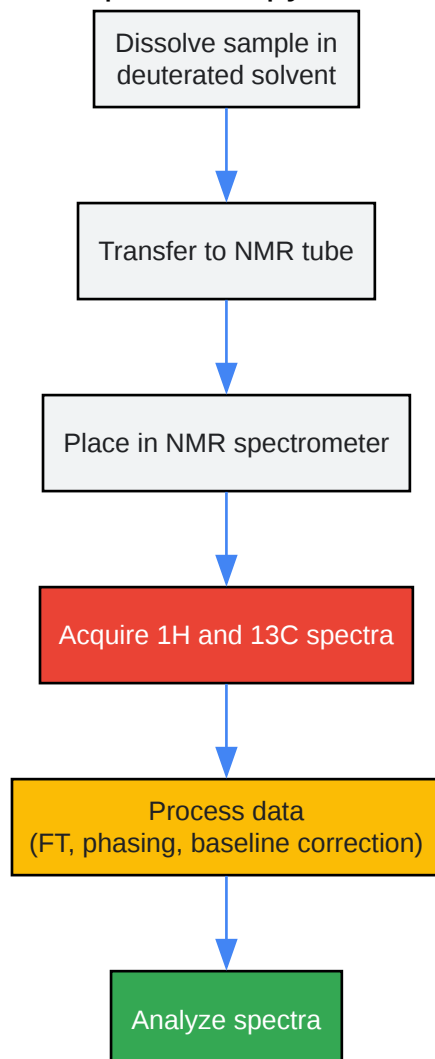 Dissolve sample in
deuterated solvent
Transfer to NMR tube
Place in NMR spectrometer
Acquire 1H and 13C spectra
Process data
(FT, phasing, baseline correction)
Analyze spectra